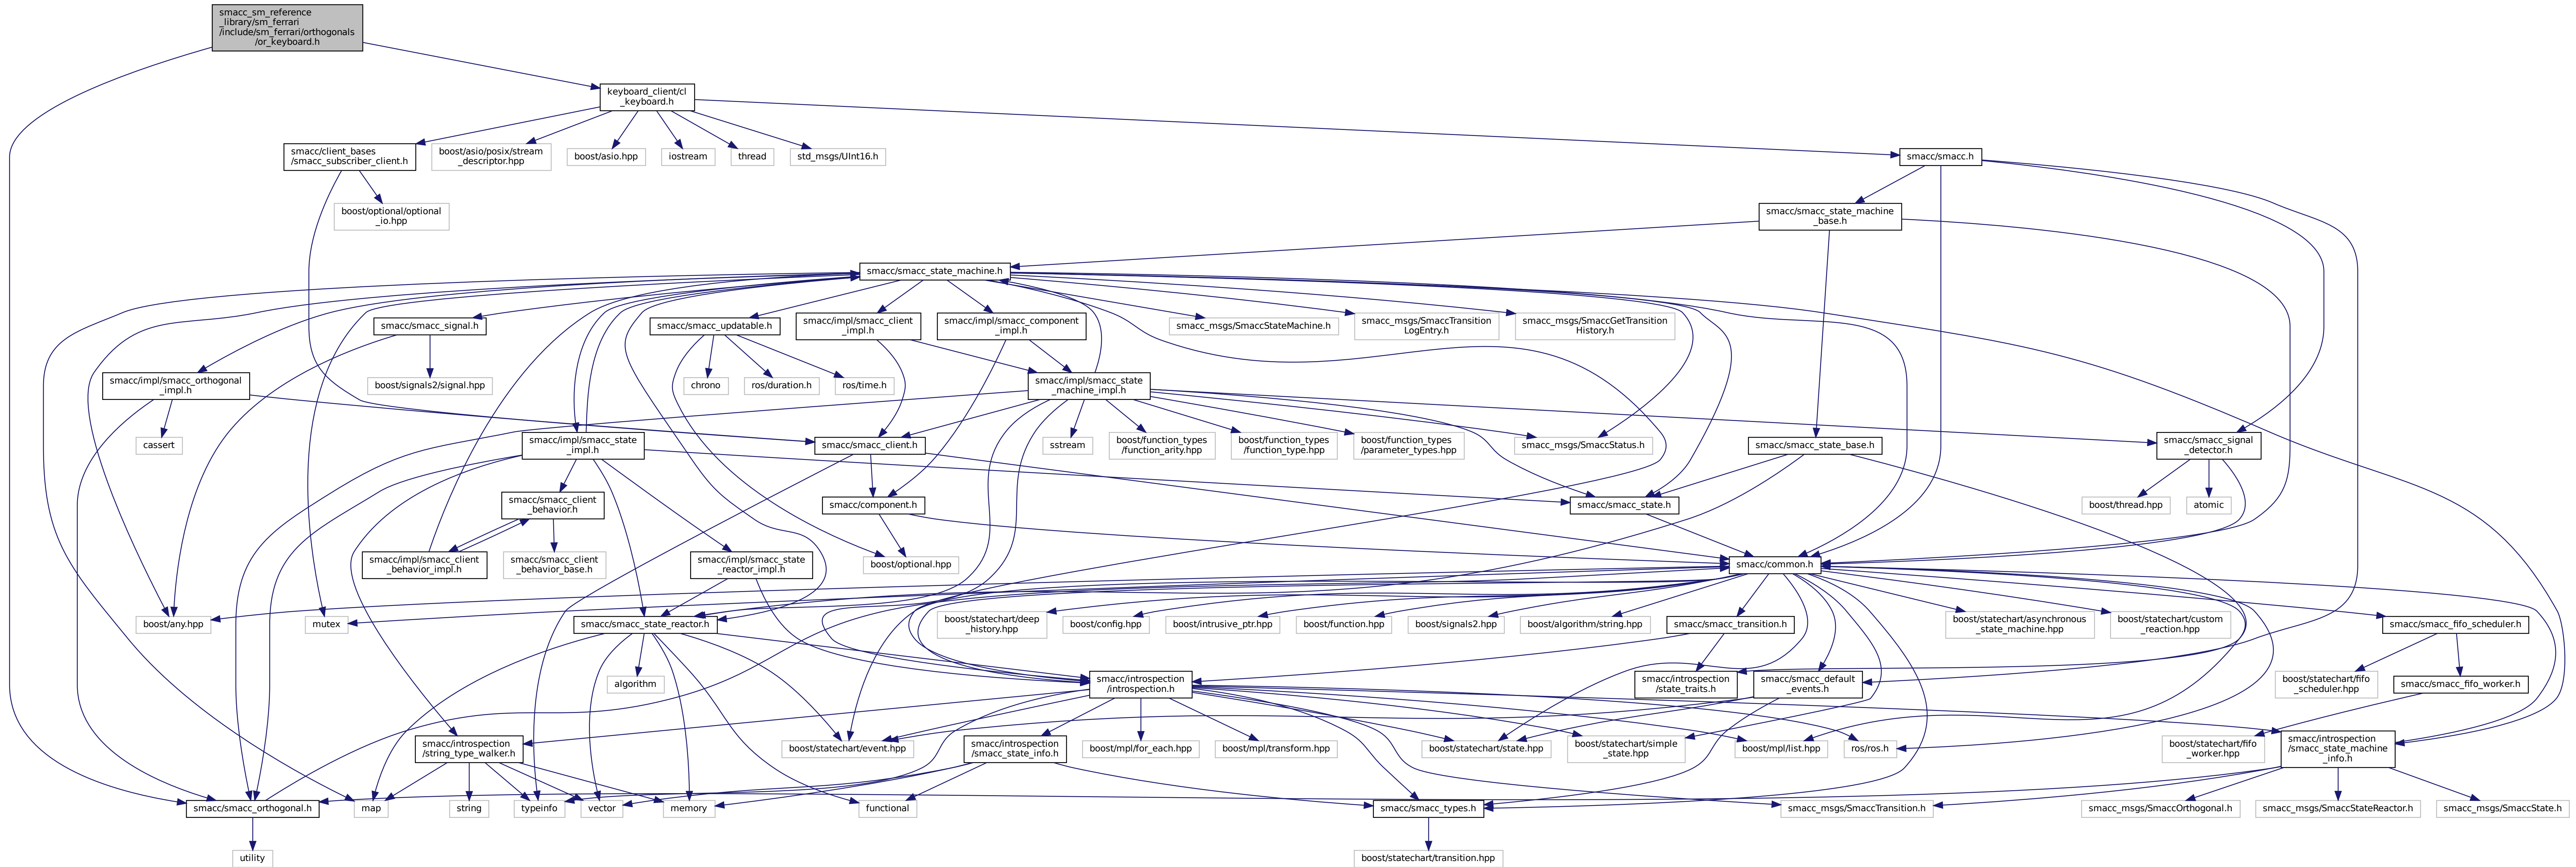 smacc_sm_reference
_library/sm_ferrari
/include/sm_ferrari/orthogonals
/or_keyboard.h
keyboard_client/cl
_keyboard.h
smacc/client_bases
/smacc_subscriber_client.h
boost/asio/posix/stream
_descriptor.hpp
boost/asio.hpp
iostream
thread
std_msgs/UInt16.h
smacc/smacc.h
boost/optional/optional
_io.hpp
smacc/smacc_state_machine
_base.h
smacc/smacc_state_machine.h
smacc/smacc_signal.h
smacc/smacc_updatable.h
smacc/impl/smacc_client
_impl.h
smacc/impl/smacc_component
_impl.h
smacc_msgs/SmaccStateMachine.h
smacc_msgs/SmaccTransition
LogEntry.h
smacc_msgs/SmaccGetTransition
History.h
smacc/impl/smacc_orthogonal
_impl.h
boost/signals2/signal.hpp
chrono
ros/duration.h
ros/time.h
smacc/impl/smacc_state
_machine_impl.h
cassert
smacc/impl/smacc_state
_impl.h
smacc/smacc_client.h
sstream
boost/function_types
/function_arity.hpp
boost/function_types
/function_type.hpp
boost/function_types
/parameter_types.hpp
smacc_msgs/SmaccStatus.h
smacc/smacc_state_base.h
smacc/smacc_signal
_detector.h
smacc/smacc_client
_behavior.h
smacc/component.h
smacc/smacc_state.h
boost/thread.hpp
atomic
smacc/impl/smacc_client
_behavior_impl.h
smacc/smacc_client
_behavior_base.h
smacc/impl/smacc_state
_reactor_impl.h
boost/optional.hpp
smacc/common.h
boost/any.hpp
mutex
smacc/smacc_state_reactor.h
boost/statechart/deep
_history.hpp
boost/config.hpp
boost/intrusive_ptr.hpp
boost/function.hpp
boost/signals2.hpp
boost/algorithm/string.hpp
smacc/smacc_transition.h
boost/statechart/asynchronous
_state_machine.hpp
boost/statechart/custom
_reaction.hpp
smacc/smacc_fifo_scheduler.h
algorithm
smacc/introspection
/introspection.h
smacc/introspection
/state_traits.h
smacc/smacc_default
_events.h
boost/statechart/fifo
_scheduler.hpp
smacc/smacc_fifo_worker.h
smacc/introspection
/string_type_walker.h
boost/statechart/event.hpp
smacc/introspection
/smacc_state_info.h
boost/mpl/for_each.hpp
boost/mpl/transform.hpp
boost/statechart/state.hpp
boost/statechart/simple
_state.hpp
boost/mpl/list.hpp
ros/ros.h
boost/statechart/fifo
_worker.hpp
smacc/introspection
/smacc_state_machine
_info.h
smacc/smacc_orthogonal.h
map
string
typeinfo
vector
memory
functional
smacc/smacc_types.h
smacc_msgs/SmaccTransition.h
smacc_msgs/SmaccOrthogonal.h
smacc_msgs/SmaccStateReactor.h
smacc_msgs/SmaccState.h
utility
boost/statechart/transition.hpp